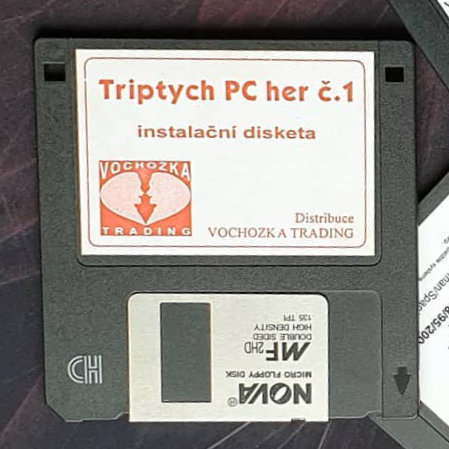 Triptych PC her č.1
instalační disketa
VOCHOZKA
TRADING
Distribuce
VOCHOZKA TRADING
NOVA®
MICRO FLOPPY DISK
MF 2HD
DOUBLE SIDED
HIGH DENSITY
135 TPI
HD